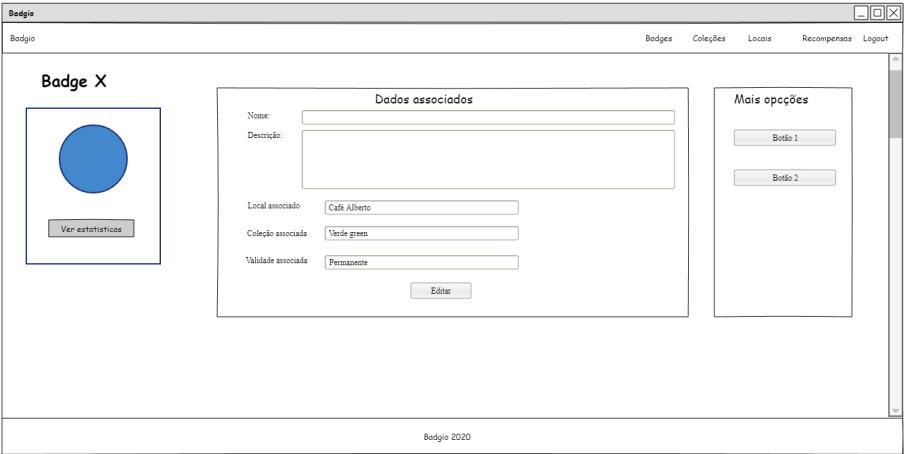 Badgio
Badgio
Badges Coleções Locais Recompensas Logout
Badge X
Ver estatisticas
Dados associados
Nome:
Descrição:
Local associado Café Alberto
Coleção associada Verde green
Validade associada Permanente
Editar
Mais opcções
Botão 1
Botão 2
Badgio 2020